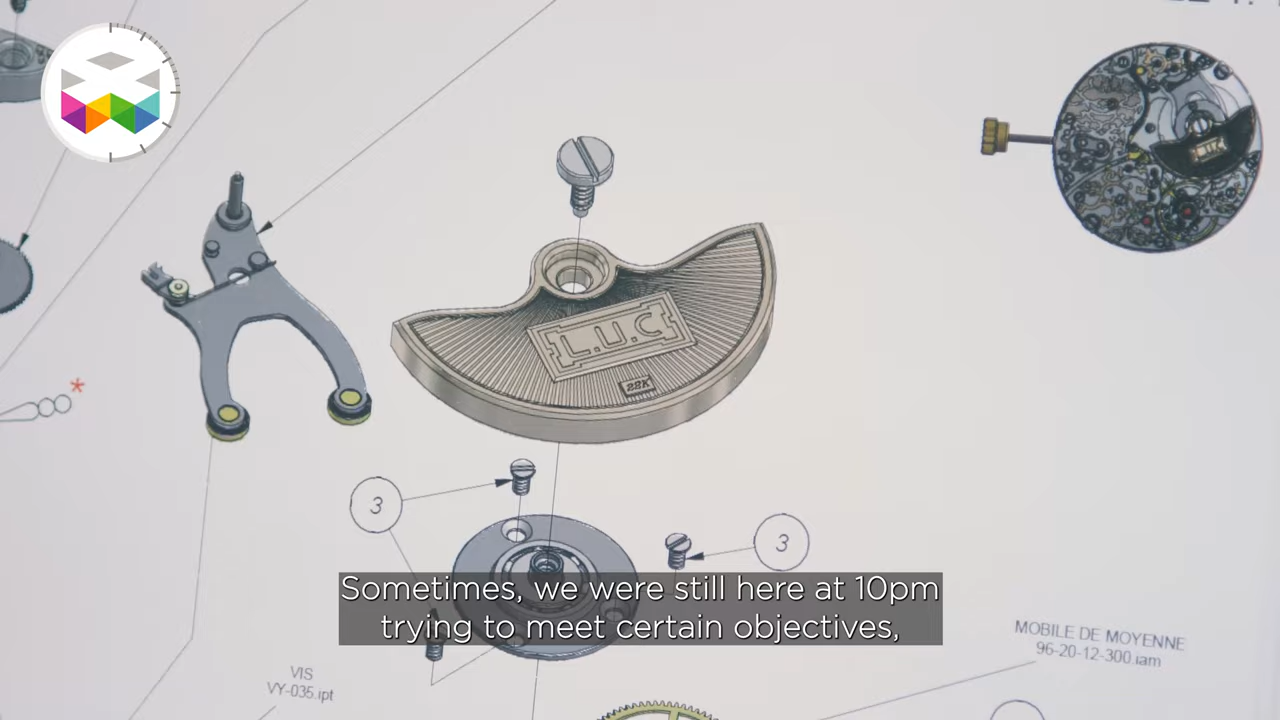 L.U.C
L.U.C
22K
3
3
Sometimes, we were still here at 10pm
trying to meet certain objectives,
MOBILE DE MOYENNE
96-20-12-300.iam
VIS
VY-035.ipt